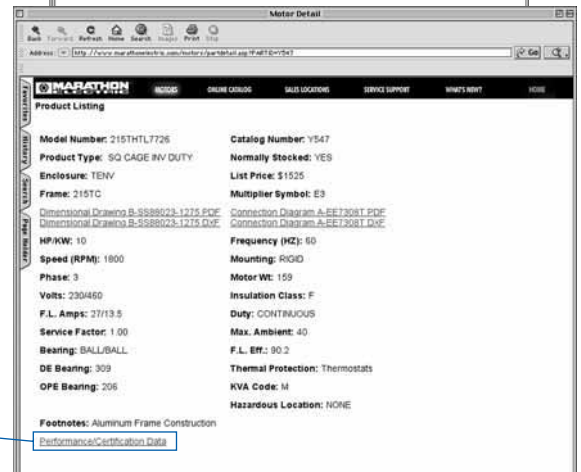 Motor Detail
Back Forward Refresh Home Search Images Print Stop
Address: http://www.marathonelectric.com/motors/partdetail.asp?PARTID=Y547 Go
Favorites
History
Search
Page Holder
MARATHON ELECTRIC MOTORS ONLINE CATALOG SALES LOCATIONS SERVICE SUPPORT WHAT'S NEW? HOME
Product Listing
Model Number: 215THTL7726 Catalog Number: Y547
Product Type: SQ CAGE INV DUTY Normally Stocked: YES
Enclosure: TENV List Price: $1525
Frame: 215TC Multiplier Symbol: E3
Dimensional Drawing B-SS88023-1275 PDF Connection Diagram A-EE7308T PDF
Dimensional Drawing B-SS88023-1275 DXF Connection Diagram A-EE7308T DXF
HP/KW: 10 Frequency (HZ): 60
Speed (RPM): 1800 Mounting: RIGID
Phase: 3 Motor Wt: 159
Volts: 230/460 Insulation Class: F
F.L. Amps: 27/13.5 Duty: CONTINUOUS
Service Factor: 1.00 Max. Ambient: 40
Bearing: BALL/BALL F.L. Eff.: 90.2
DE Bearing: 309 Thermal Protection: Thermostats
OPE Bearing: 206 KVA Code: M
Hazardous Location: NONE
Footnotes: Aluminum Frame Construction
Performance/Certification Data